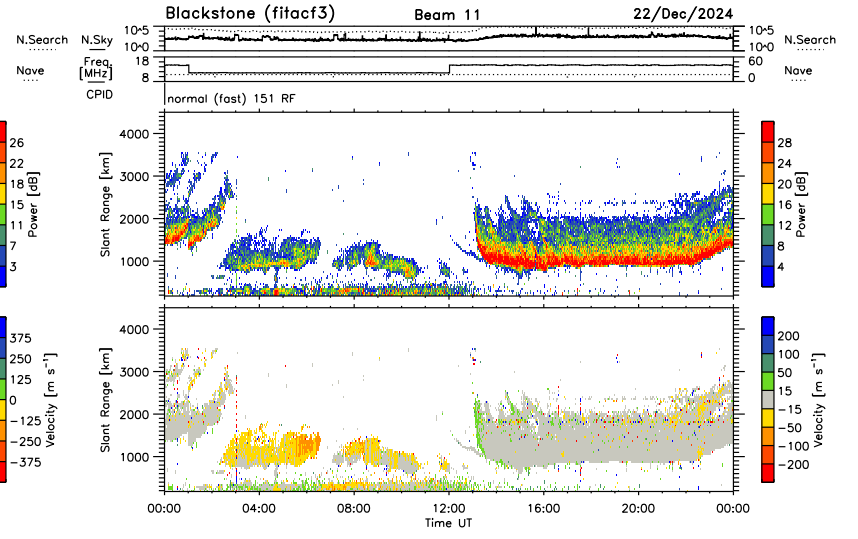 Blackstone (fitacf3)
Beam 11
22/Dec/2024
N.Search
N.Sky
10^5
10^0
10^5
10^0
N.Search
Nave
Freq.
[MHz]
18
8
60
0
Nave
CPID
normal (fast) 151 RF
26
22
18
15
11
7
3
Power [dB]
Slant Range [km]
4000
3000
2000
1000
28
24
20
16
12
8
4
Power [dB]
375
250
125
0
−125
−250
−375
Velocity [m s⁻¹]
Slant Range [km]
4000
3000
2000
1000
200
100
50
15
−15
−50
−100
−200
Velocity [m s⁻¹]
00:00 04:00 08:00 12:00 16:00 20:00 00:00
Time UT